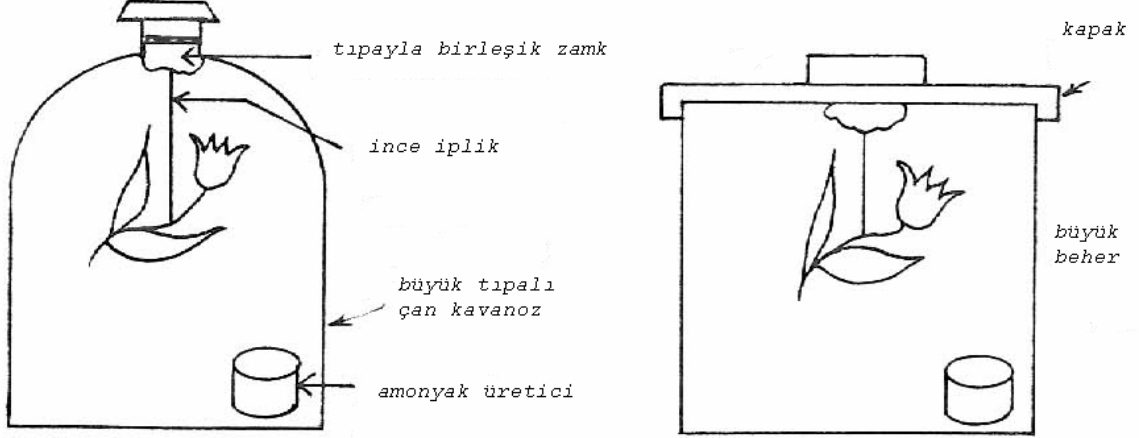 tıpayla birleşik zamk
ince iplik
büyük tıpalı
çan kavanoz
amonyak üretici
kapak
büyük
beher